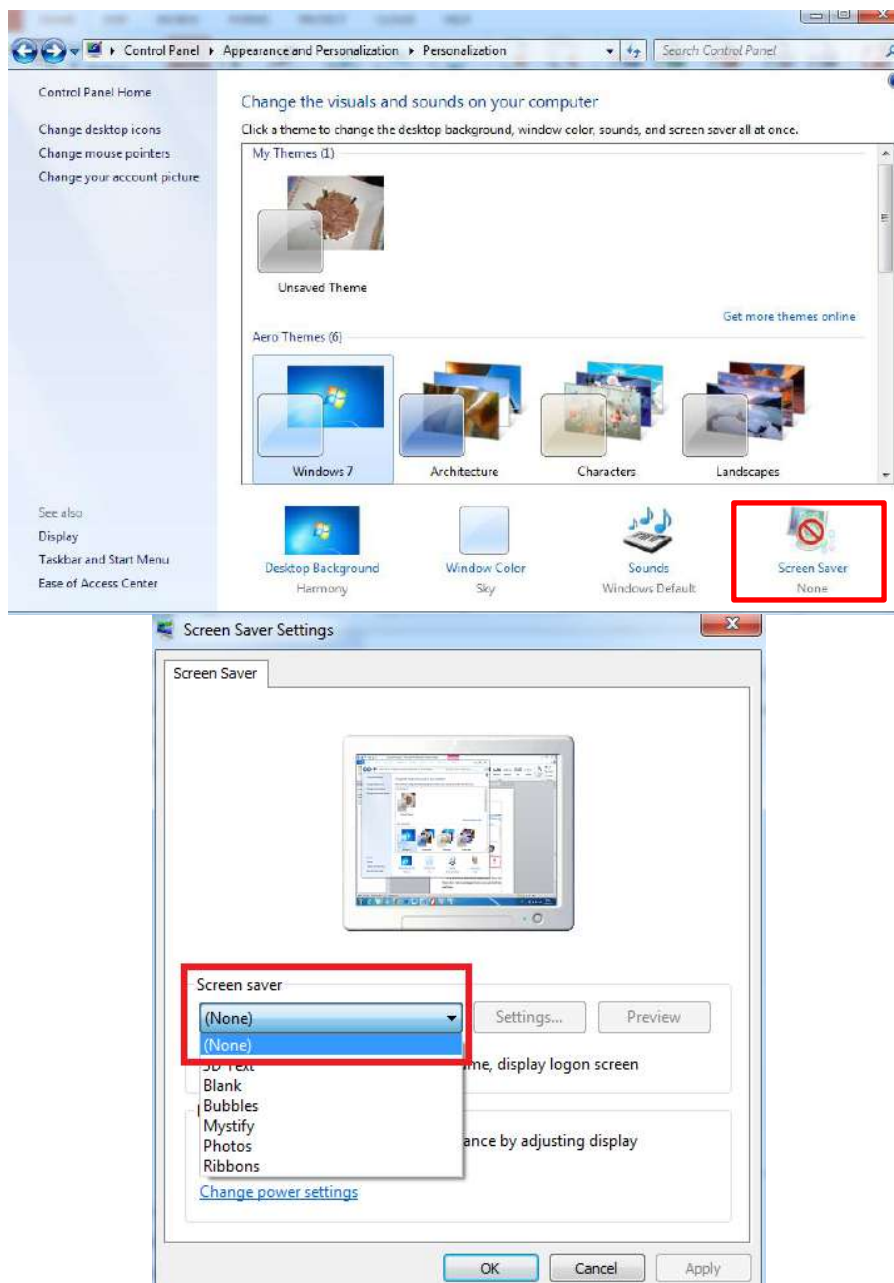 Control Panel ▸ Appearance and Personalization ▸ Personalization Search Control Panel
Control Panel Home
Change desktop icons
Change mouse pointers
Change your account picture
See also
Display
Taskbar and Start Menu
Ease of Access Center
Change the visuals and sounds on your computer
Click a theme to change the desktop background, window color, sounds, and screen saver all at once.
My Themes (1)
Unsaved Theme
Get more themes online
Aero Themes (6)
Windows 7 Architecture Characters Landscapes
Desktop Background Window Color Sounds Screen Saver
Harmony Sky Windows Default None
Screen Saver Settings
Screen Saver
Screen saver
(None) Settings... Preview
(None)
3D Text display logon screen
Blank
Bubbles
Mystify
Photos by adjusting display
Ribbons
Change power settings
OK Cancel Apply